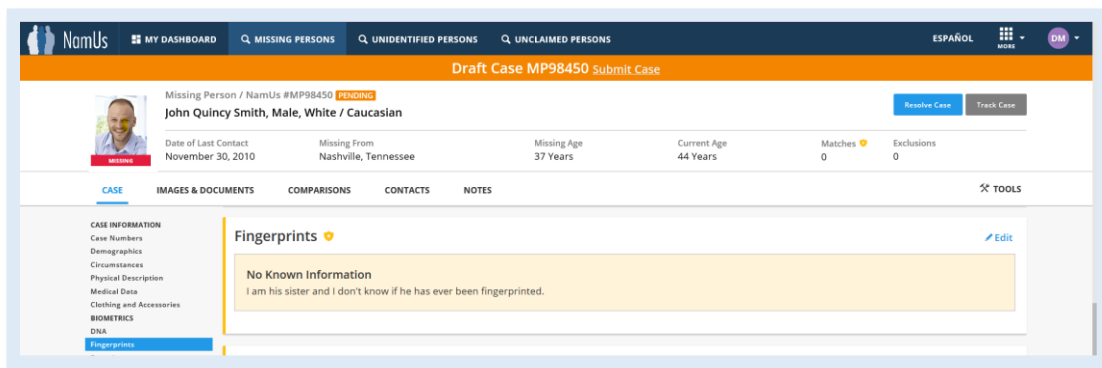 NamUs MY DASHBOARD MISSING PERSONS UNIDENTIFIED PERSONS UNCLAIMED PERSONS ESPAÑOL MORE DM
Draft Case MP98450 Submit Case
Missing Person / NamUs #MP98450 PENDING
John Quincy Smith, Male, White / Caucasian
Resolve Case Track Case
MISSING
Date of Last Contact Missing From Missing Age Current Age Matches Exclusions
November 30, 2010 Nashville, Tennessee 37 Years 44 Years 0 0
CASE IMAGES & DOCUMENTS COMPARISONS CONTACTS NOTES TOOLS
CASE INFORMATION
Case Numbers
Demographics
Circumstances
Physical Description
Medical Data
Clothing and Accessories
BIOMETRICS
DNA
Fingerprints
Fingerprints Edit
No Known Information
I am his sister and I don't know if he has ever been fingerprinted.